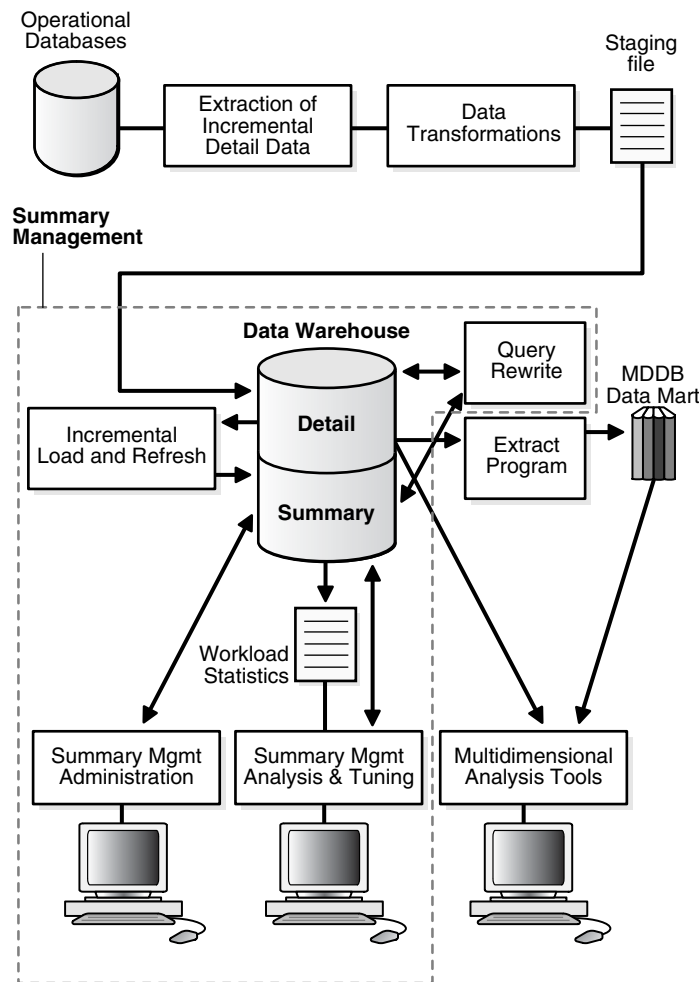 Operational
Databases
Extraction of
Incremental
Detail Data
Data
Transformations
Staging
file
Summary
Management
Data Warehouse
Detail
Summary
Query
Rewrite
MDDB
Data Mart
Incremental
Load and Refresh
Extract
Program
Workload
Statistics
Summary Mgmt
Administration
Summary Mgmt
Analysis & Tuning
Multidimensional
Analysis Tools